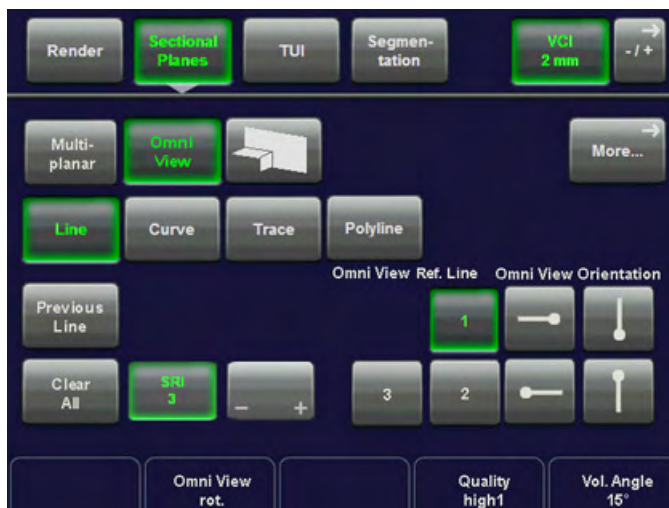 Render
Sectional
Planes
TUI
Segmen-
tation
VCI
2 mm
- / +
Multi-
planar
Omni
View
More...
Line
Curve
Trace
Polyline
Omni View Ref. Line
Omni View Orientation
Previous
Line
1
Clear
All
SRI
3
- +
3
2
Omni View
rot.
Quality
high1
Vol. Angle
15°